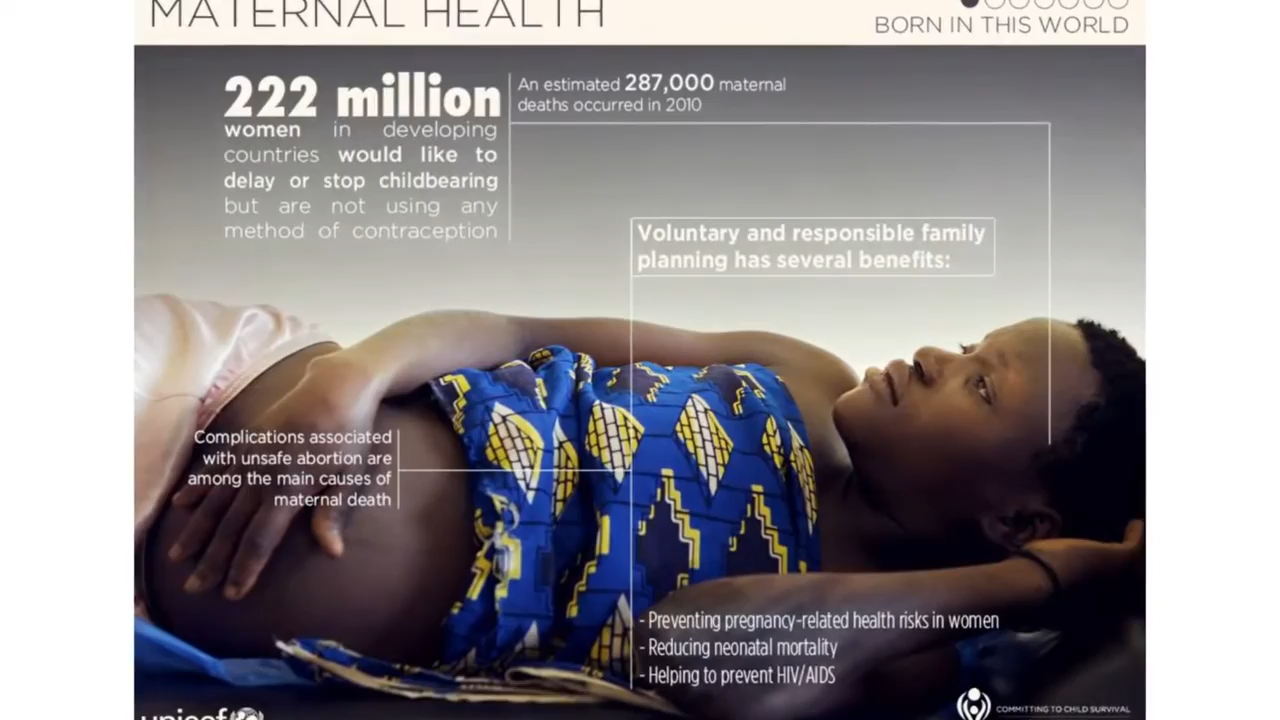 MATERNAL HEALTH
BORN IN THIS WORLD
222 million
women in developing
countries would like to
delay or stop childbearing
but are not using any
method of contraception
An estimated 287,000 maternal
deaths occurred in 2010
Voluntary and responsible family
planning has several benefits:
Complications associated
with unsafe abortion are
among the main causes of
maternal death
- Preventing pregnancy-related health risks in women
- Reducing neonatal mortality
- Helping to prevent HIV/AIDS
unicef
COMMITTING TO CHILD SURVIVAL